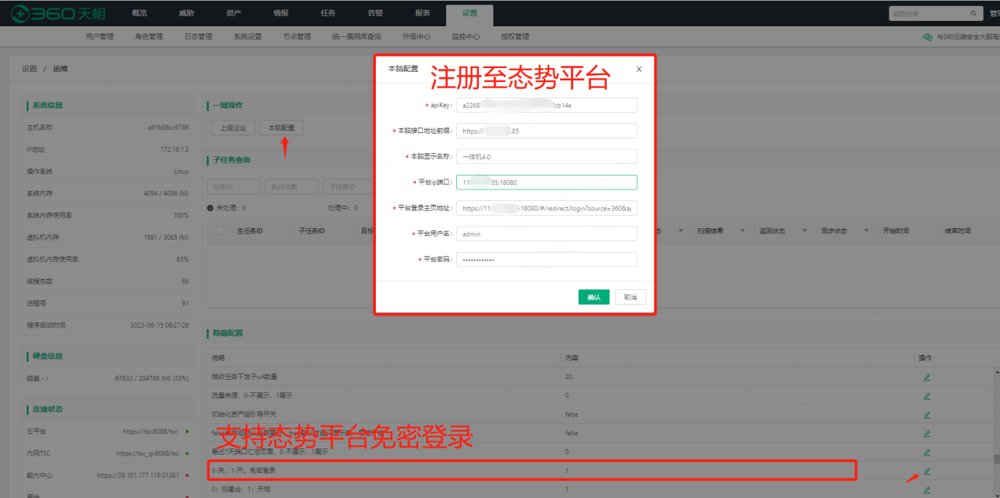 360天相 概览 威胁 资产 情报 任务 告警 报表 设置 威胁检索 管理
用户管理 角色管理 日志管理 系统设置 节点管理 统一漏洞库查询 升级中心 监控中心 授权管理 与360云端安全大脑高
设置 / 运维
本脑配置 X
注册至态势平台
* apiKey: a2268 cb14e
* 本脑接口地址前缀: https:// .85
* 本脑显示名称: 一体机4.0
* 平台ip端口: 11 35:18080
* 平台登录主页地址: https://11. 5:18080/#/redirect/login?source=360&a
* 平台用户名: admin
* 平台密码: ••••••••••••
确认 取消
系统信息
主机名称 a91b08cc6789
IP地址 172.16.1.3
操作系统 Linux
系统内存 4094 / 4096 (M)
系统内存使用率 100%
虚拟机内存 1981 / 3065 (M)
虚拟机内存使用率 65%
线程总数 66
进程号 91
程序启动时间 2023-06-15 09:27:28
硬盘信息
磁盘 - / 67632 / 204788 (M) (33%)
连接状态
云平台 https://tsc:8088/tsc
内网TSC https://tsc_ip:8088/tsc
能力中心 https://39.101.177.116:31381
一键操作
上报企业 本脑配置
子任务查询
任务ID 执行次数 子任务ID
未处理: 0 处理中: 0
主任务ID 子任务ID 目标 态 扫描结果 返回状态 同步状态 开始时间 结束时间
隐藏配置
说明 内容 操作
指纹任务下发子url数量 20
流量来源，0-不展示，1展示 0
初始化资产组引导开关 false
false
支持态势平台免密登录
最近7天端口汇总页面，0-不展示，1展示 0
0-关，1-开。免密登录 1
0：观星台，1：天相 1